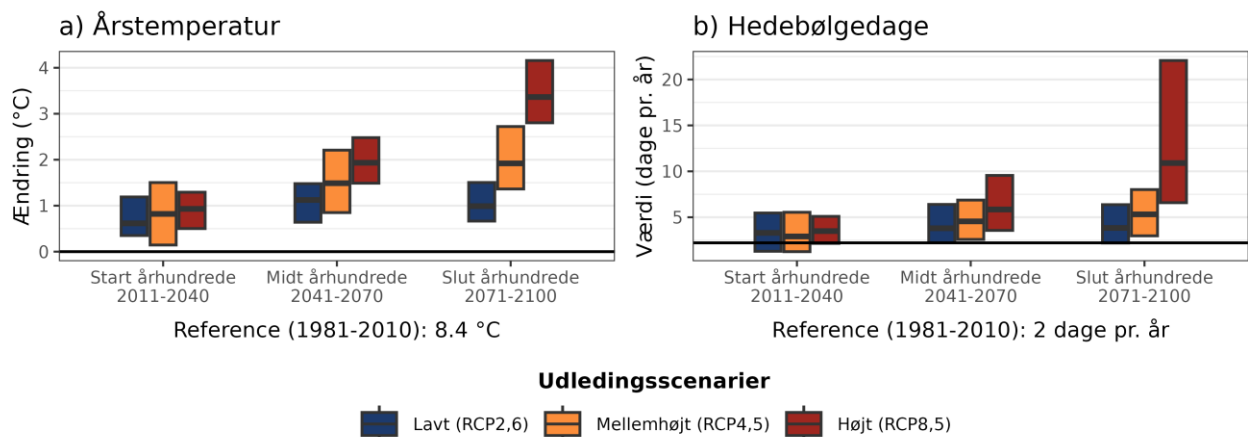 a) Årstemperatur
Ændring (°C)
4
3
2
1
0
Start århundrede
2011-2040
Midt århundrede
2041-2070
Slut århundrede
2071-2100
Reference (1981-2010): 8.4 °C
b) Hedebølgedage
Værdi (dage pr. år)
20
15
10
5
Start århundrede
2011-2040
Midt århundrede
2041-2070
Slut århundrede
2071-2100
Reference (1981-2010): 2 dage pr. år
Udledingsscenarier
Lavt (RCP2,6)
Mellemhøjt (RCP4,5)
Højt (RCP8,5)